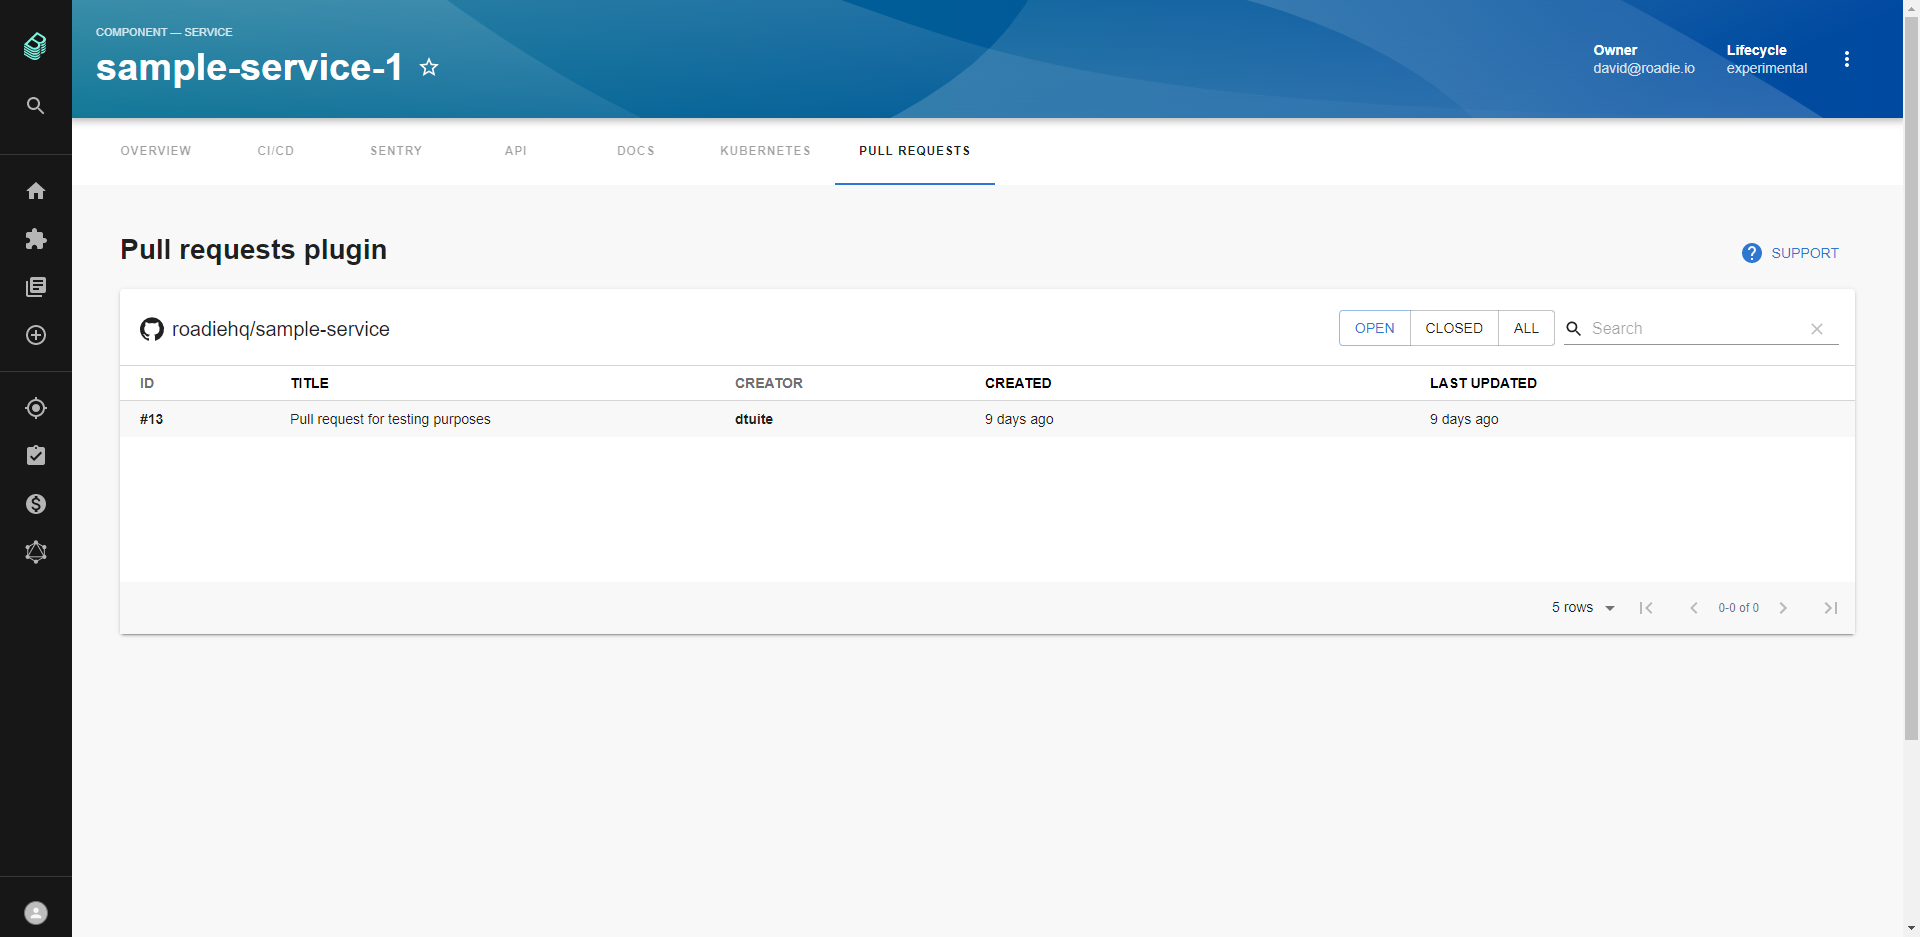 COMPONENT — SERVICE
sample-service-1
Owner
david@roadie.io
Lifecycle
experimental
OVERVIEW
CI/CD
SENTRY
API
DOCS
KUBERNETES
PULL REQUESTS
Pull requests plugin
SUPPORT
roadiehq/sample-service
OPEN
CLOSED
ALL
Search
ID TITLE CREATOR CREATED LAST UPDATED
#13 Pull request for testing purposes dtuite 9 days ago 9 days ago
5 rows
0-0 of 0